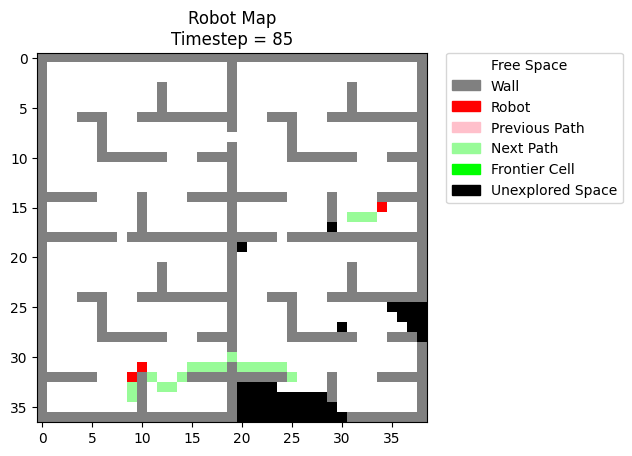 Robot Map
Timestep = 85
Free Space
Wall
Robot
Previous Path
Next Path
Frontier Cell
Unexplored Space
0
5
10
15
20
25
30
35
0
5
10
15
20
25
30
35